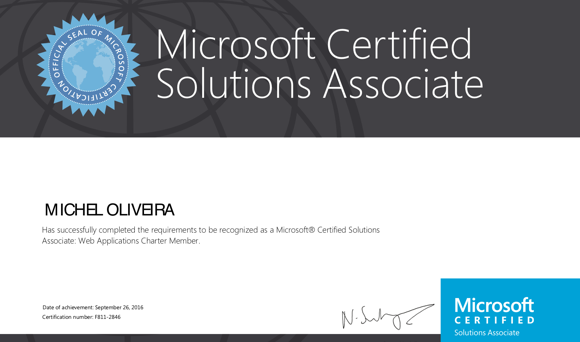 OFFICIAL SEAL OF MICROSOFT CERTIFICATION
Microsoft Certified
Solutions Associate
MICHEL OLIVEIRA
Has successfully completed the requirements to be recognized as a Microsoft® Certified Solutions
Associate: Web Applications Charter Member.
Date of achievement: September 26, 2016
Certification number: F811-2846
Microsoft
CERTIFIED
Solutions Associate